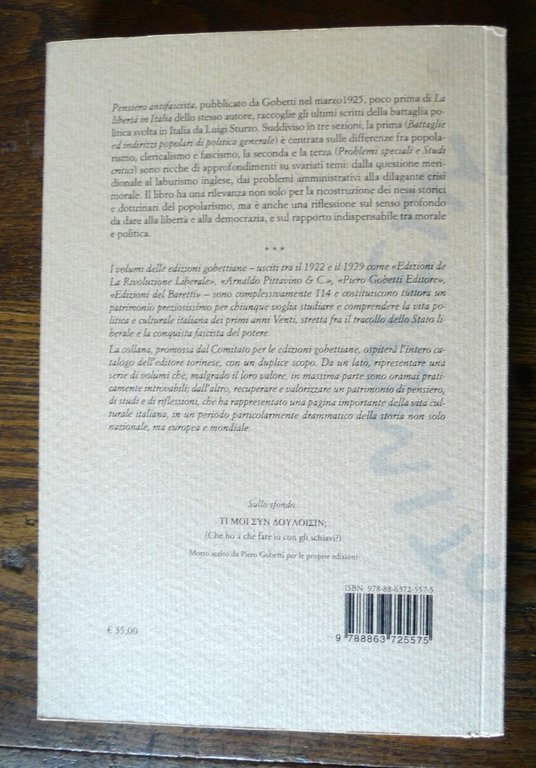 Pensiero antifascista, pubblicato da Gobetti nel marzo1925, poco prima di La
libertà in Italia dello stesso autore, raccoglie gli ultimi scritti della battaglia po-
litica svolta in Italia da Luigi Sturzo. Suddiviso in tre sezioni, la prima (Battaglie
ed indirizzi popolari di politica generale) è centrata sulle differenze fra popola-
rismo, clericalismo e fascismo, la seconda e la terza (Problemi speciali e Studi
critici) sono ricche di approfondimenti su svariati temi: dalla questione meri-
dionale al laburismo inglese, dai problemi amministrativi alla dilagante crisi
morale. Il libro ha una rilevanza non solo per la ricostruzione dei nessi storici
e dottrinari del popolarismo, ma è anche una riflessione sul senso profondo
da dare alla libertà e alla democrazia, e sul rapporto indispensabile tra morale
e politica.
* * *
I volumi delle edizioni gobettiane – usciti tra il 1922 e il 1929 come «Edizioni de
La Rivoluzione Liberale», «Arnaldo Pittavino & C.», «Piero Gobetti Editore»,
«Edizioni del Baretti» – sono complessivamente 114 e costituiscono tuttora un
patrimonio preziosissimo per chiunque voglia studiare e comprendere la vita po-
litica e culturale italiana dei primi anni Venti, stretta fra il tracollo dello Stato li-
berale e la conquista fascista del potere.
La collana, promossa dal Comitato per le edizioni gobettiane, ospiterà l'intero ca-
talogo dell'editore torinese, con un duplice scopo. Da un lato, ripresentare una
serie di volumi che, malgrado il loro valore, in massima parte sono oramai prati-
camente introvabili; dall'altro, recuperare e valorizzare un patrimonio di pensiero,
di studi e di riflessioni, che ha rappresentato una pagina importante della vita cul-
turale italiana, in un periodo particolarmente drammatico della storia non solo
nazionale, ma europea e mondiale.
Sullo sfondo:
ΤΙ ΜΟΙ ΣΥΝ ΔΟΥΛΟΙΣΙΝ;
(Che ho a che fare io con gli schiavi?)
Motto scelto da Piero Gobetti per le proprie edizioni
ISBN 978-88-6372-557-5
€ 35,00
9 788863 725575